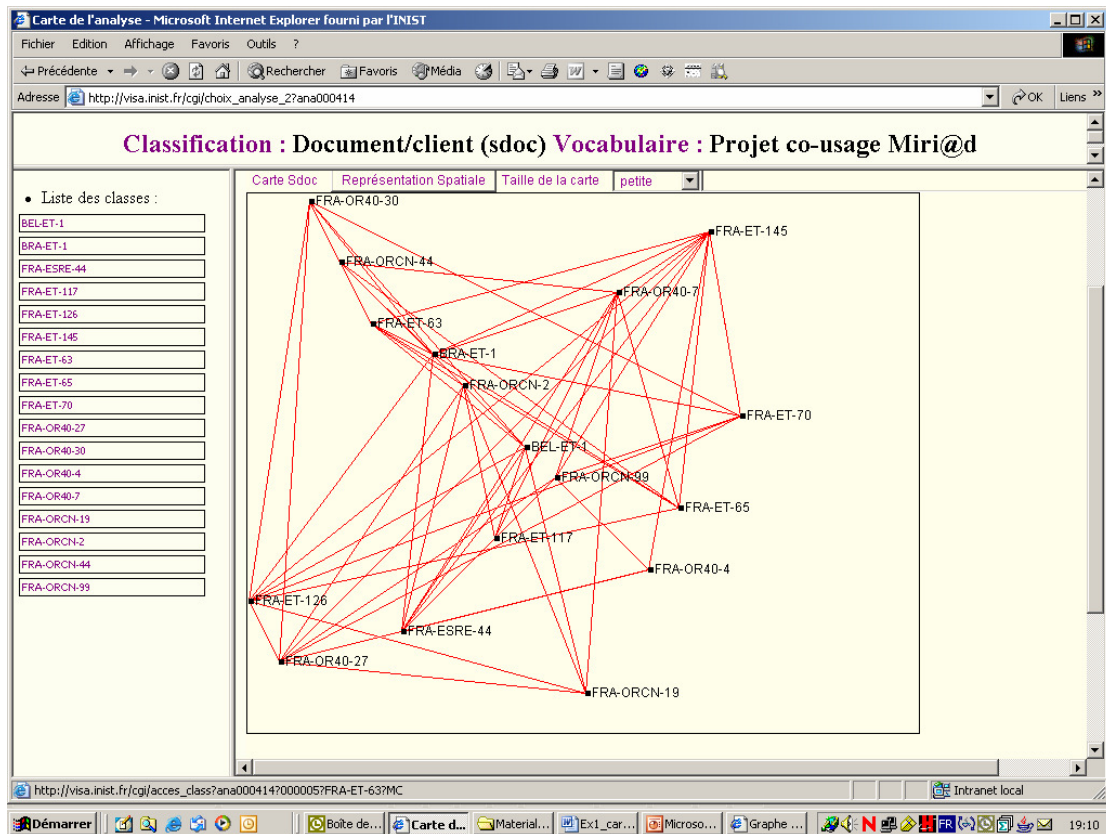 Carte de l'analyse - Microsoft Internet Explorer fourni par l'INIST
Fichier Edition Affichage Favoris Outils ?
Précédente Rechercher Favoris Média
Adresse http://visa.inist.fr/cgi/choix_analyse_2?ana000414 OK Liens »
Classification : Document/client (sdoc) Vocabulaire : Projet co-usage Miri@d
Liste des classes :
BEL-ET-1
BRA-ET-1
FRA-ESRE-44
FRA-ET-117
FRA-ET-126
FRA-ET-145
FRA-ET-63
FRA-ET-65
FRA-ET-70
FRA-OR40-27
FRA-OR40-30
FRA-OR40-4
FRA-OR40-7
FRA-ORCN-19
FRA-ORCN-2
FRA-ORCN-44
FRA-ORCN-99
Carte Sdoc Représentation Spatiale Taille de la carte petite
FRA-OR40-30
FRA-ET-145
FRA-ORCN-44
FRA-OR40-7
FRA-ET-63
BRA-ET-1
FRA-ORCN-2
FRA-ET-70
BEL-ET-1
FRA-ORCN-99
FRA-ET-65
FRA-ET-117
FRA-OR40-4
FRA-ET-126
FRA-ESRE-44
FRA-OR40-27
FRA-ORCN-19
http://visa.inist.fr/cgi/acces_class?ana000414?000005?FRA-ET-63?MC Intranet local
Démarrer Boîte de... Carte d... Material... Ex1_car... Microso... Graphe ... FR 19:10